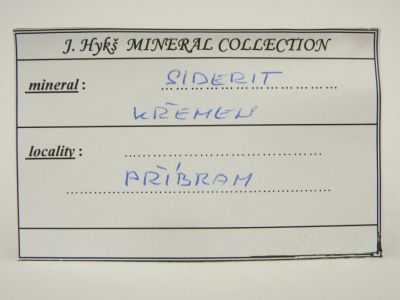 J. Hykš MINERAL COLLECTION
mineral: SIDERIT
KŘEMEN
locality:
PŘÍBRAM